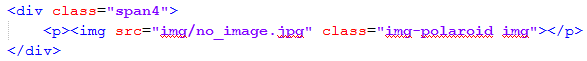 <div class="span4">
<p><img src="img/no_image.jpg" class="img-polaroid img"></p>
</div>